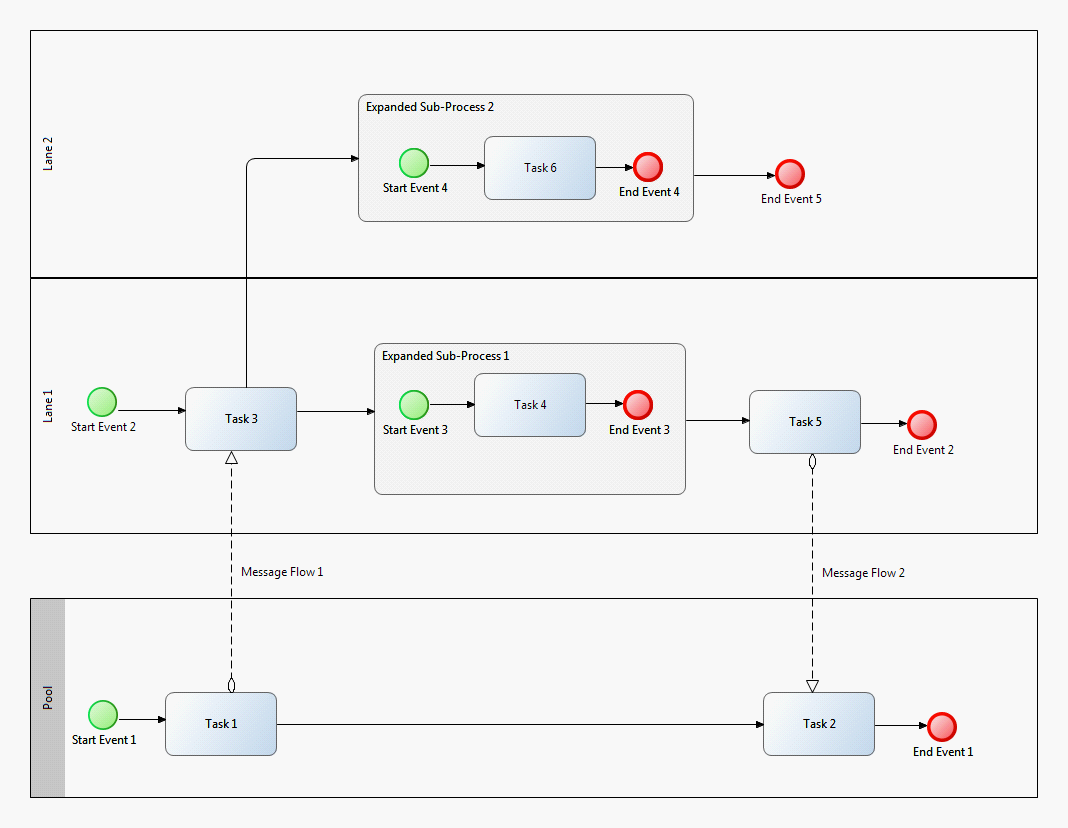 Lane 2
Expanded Sub-Process 2
Start Event 4
Task 6
End Event 4
End Event 5
Lane 1
Start Event 2
Task 3
Expanded Sub-Process 1
Start Event 3
Task 4
End Event 3
Task 5
End Event 2
Message Flow 1
Message Flow 2
Pool
Start Event 1
Task 1
Task 2
End Event 1